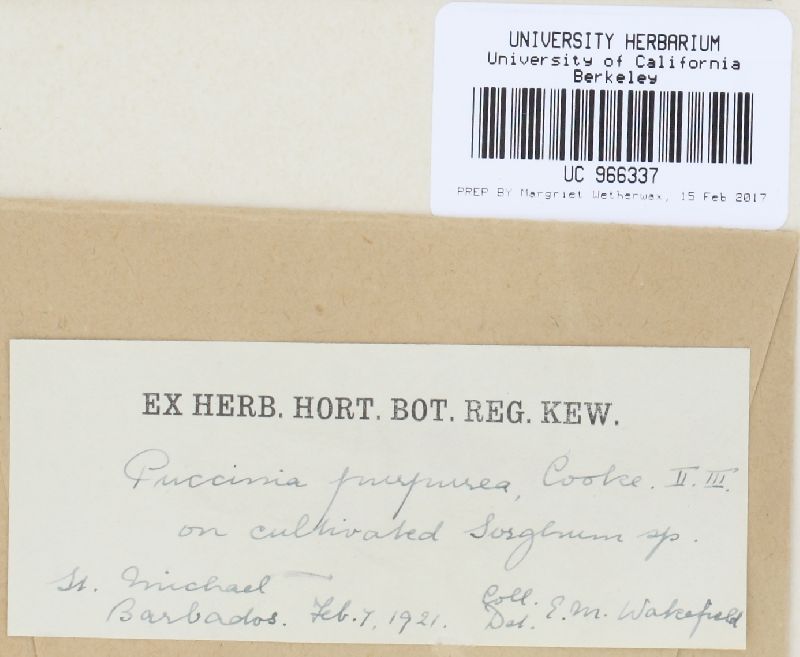 UNIVERSITY HERBARIUM
University of California
Berkeley
UC 966337
PREP BY Margriet Wetherwax, 15 Feb 2017
EX HERB. HORT. BOT. REG. KEW.
Puccinia purpurea, Cooke. II. III.
on cultivated Sorghum sp.
St. Michael
Barbados. Feb. 7, 1921.
Coll.
Det. E. M. Wakefield